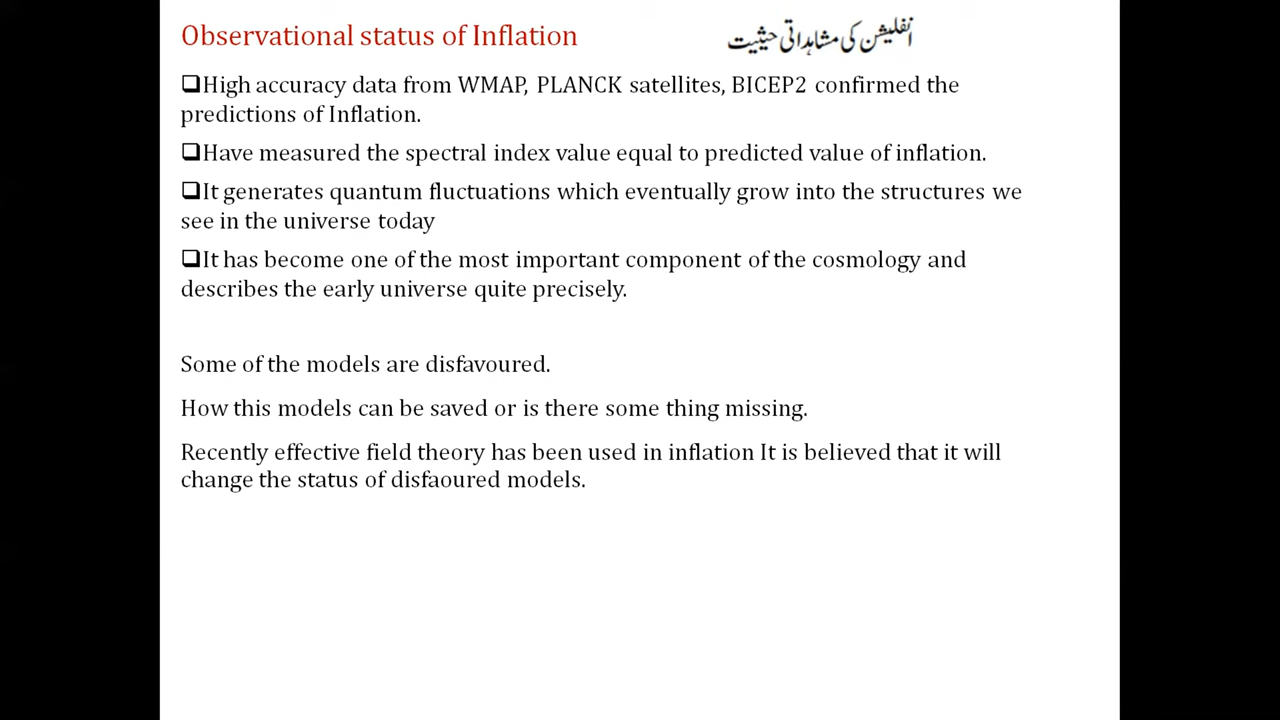 Observational status of Inflation
انفلیشن کی مشاہداتی حیثیت
❑High accuracy data from WMAP, PLANCK satellites, BICEP2 confirmed the
predictions of Inflation.
❑Have measured the spectral index value equal to predicted value of inflation.
❑It generates quantum fluctuations which eventually grow into the structures we
see in the universe today
❑It has become one of the most important component of the cosmology and
describes the early universe quite precisely.
Some of the models are disfavoured.
How this models can be saved or is there some thing missing.
Recently effective field theory has been used in inflation It is believed that it will
change the status of disfaoured models.